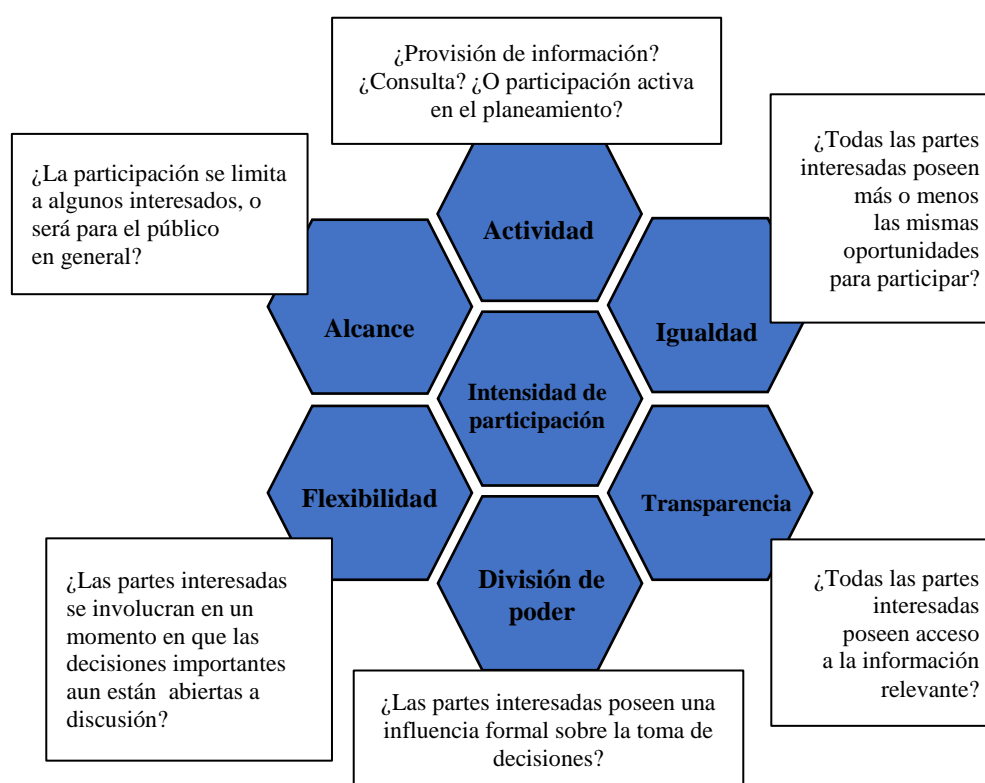 ¿Provisión de información?
¿Consulta? ¿O participación activa
en el planeamiento?
¿La participación se limita
a algunos interesados, o
será para el público
en general?
¿Todas las partes
interesadas poseen
más o menos
las mismas
oportunidades
para participar?
Actividad
Alcance
Igualdad
Intensidad de
participación
Flexibilidad
Transparencia
División de
poder
¿Las partes interesadas
se involucran en un
momento en que las
decisiones importantes
aun están  abiertas a
discusión?
¿Las partes interesadas poseen una
influencia formal sobre la toma de
decisiones?
¿Todas las partes
interesadas
poseen acceso
a la información
relevante?